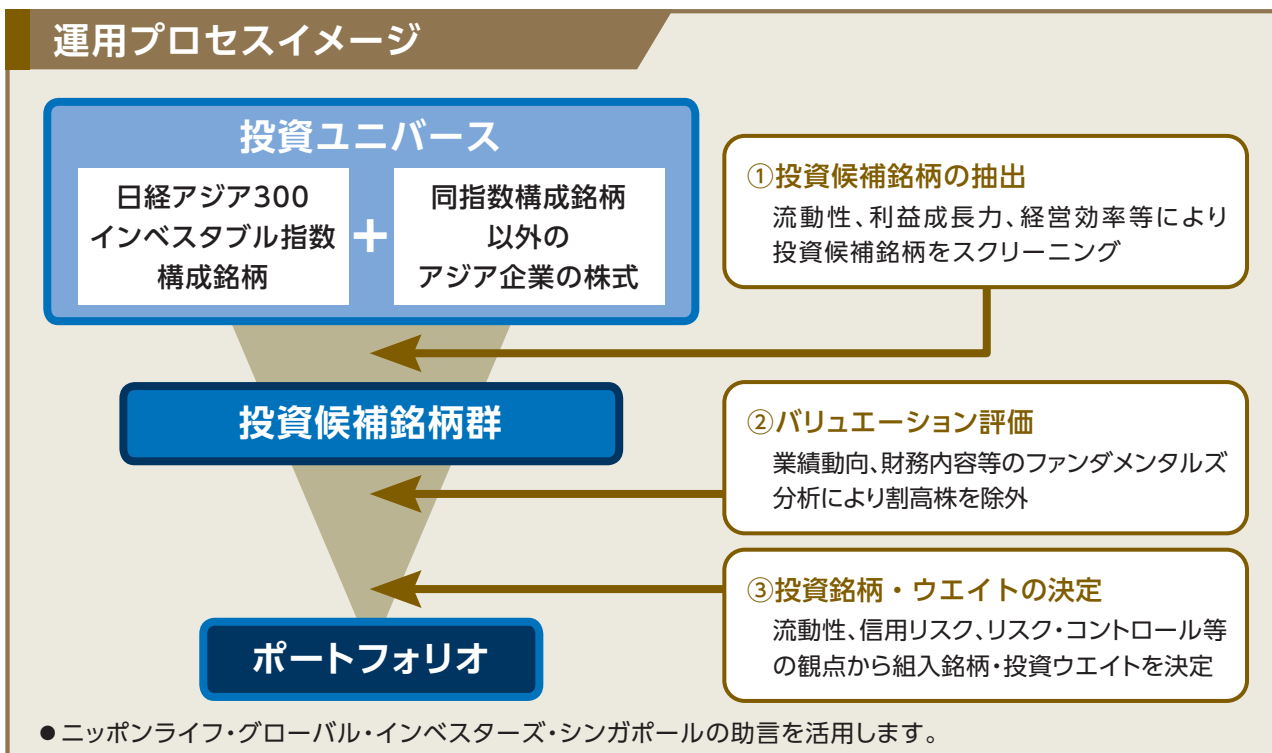 運用プロセスイメージ
投資ユニバース
日経アジア300
インベスタブル指数
構成銘柄
+
同指数構成銘柄
以外の
アジア企業の株式
①投資候補銘柄の抽出
流動性、利益成長力、経営効率等により
投資候補銘柄をスクリーニング
投資候補銘柄群
②バリュエーション評価
業績動向、財務内容等のファンダメンタルズ
分析により割高株を除外
③投資銘柄・ウエイトの決定
流動性、信用リスク、リスク・コントロール等
の観点から組入銘柄・投資ウエイトを決定
ポートフォリオ
●ニッポンライフ・グローバル・インベスターズ・シンガポールの助言を活用します。